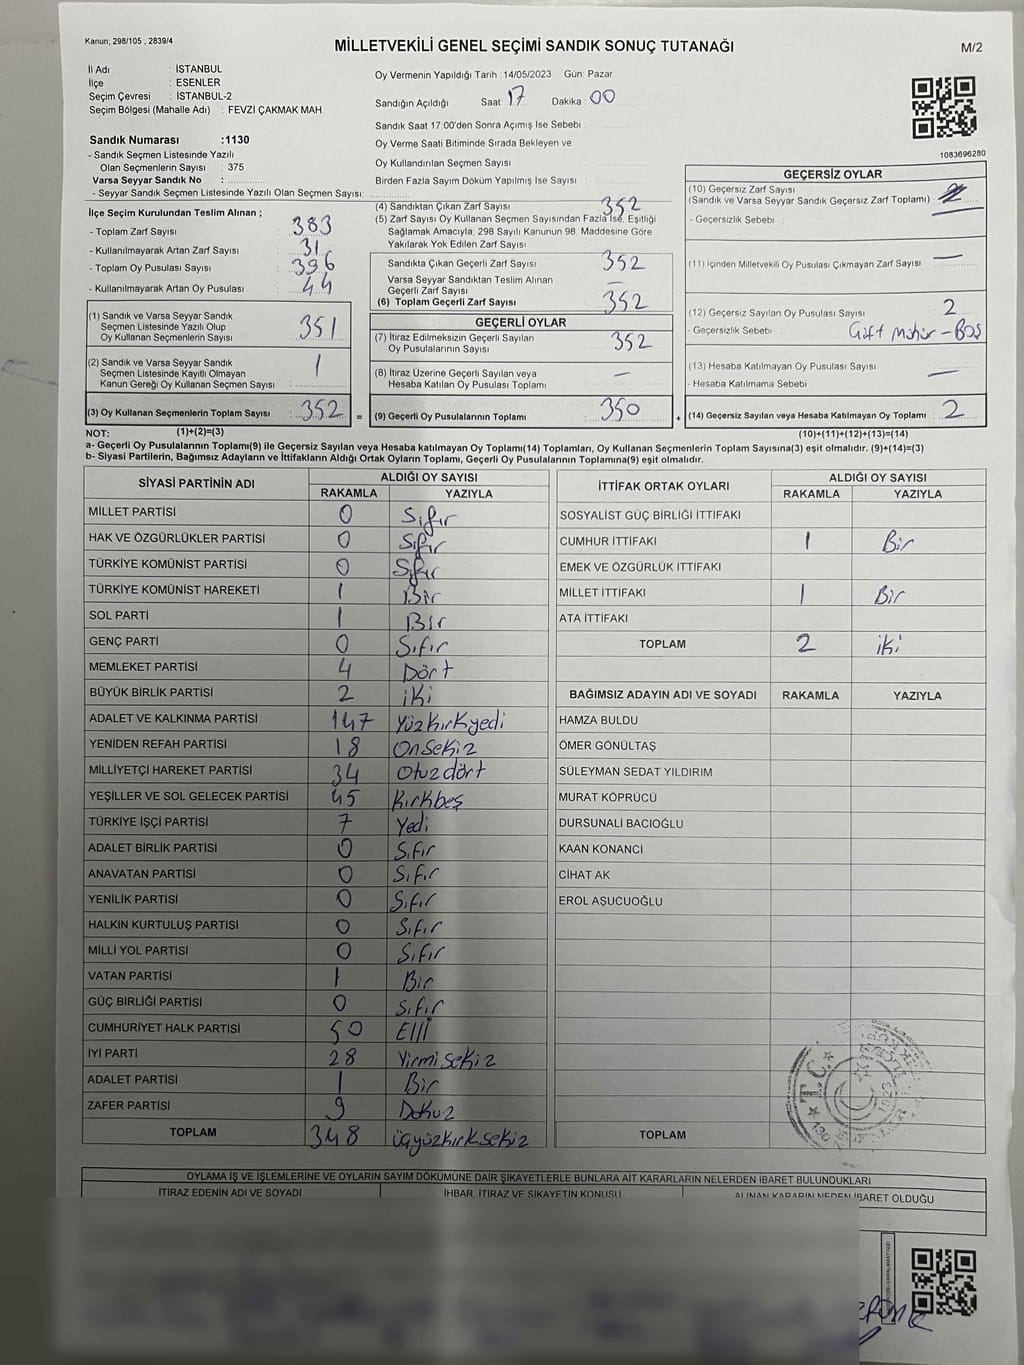 Kanun; 298/105 , 2839/4
MİLLETVEKİLİ GENEL SEÇİMİ SANDIK SONUÇ TUTANAĞI
M/2
İl Adı : İSTANBUL
İlçe : ESENLER
Seçim Çevresi : İSTANBUL-2
Seçim Bölgesi (Mahalle Adı) : FEVZİ ÇAKMAK MAH.
Sandık Numarası :1130
- Sandık Seçmen Listesinde Yazılı
Olan Seçmenlerin Sayısı : 375
Varsa Seyyar Sandık No :
- Seyyar Sandık Seçmen Listesinde Yazılı Olan Seçmen Sayısı:
Oy Vermenin Yapıldığı Tarih :14/05/2023 Gün: Pazar
Sandığın Açıldığı Saat: 17 Dakika 00
Sandık Saat 17:00'den Sonra Açımış İse Sebebi :
Oy Verme Saati Bitiminde Sırada Bekleyen ve
Oy Kullandırılan Seçmen Sayısı :
Birden Fazla Sayım Döküm Yapılmış İse Sayısı :
1083696280
İlçe Seçim Kurulundan Teslim Alınan ;
- Toplam Zarf Sayısı : 383
- Kullanılmayarak Artan Zarf Sayısı : 31
- Toplam Oy Pusulası Sayısı : 396
- Kullanılmayarak Artan Oy Pusulası : 44
(1) Sandık ve Varsa Seyyar Sandık
Seçmen Listesinde Yazılı Olup
Oy Kullanan Seçmenlerin Sayısı : 351
(2) Sandık ve Varsa Seyyar Sandık
Seçmen Listesinde Kayıtlı Olmayan
Kanun Gereği Oy Kullanan Seçmen Sayısı : 1
(3) Oy Kullanan Seçmenlerin Toplam Sayısı : 352 =
(1)+(2)=(3)
(4) Sandıktan Çıkan Zarf Sayısı : 352
(5) Zarf Sayısı Oy Kullanan Seçmen Sayısından Fazla İse, Eşitliği
Sağlamak Amacıyla, 298 Sayılı Kanunun 98. Maddesine Göre
Yakılarak Yok Edilen Zarf Sayısı :
Sandıkta Çıkan Geçerli Zarf Sayısı : 352
Varsa Seyyar Sandıktan Teslim Alınan
Geçerli Zarf Sayısı : —
(6) Toplam Geçerli Zarf Sayısı : 352
GEÇERLİ OYLAR
(7) İtiraz Edilmeksizin Geçerli Sayılan
Oy Pusulalarının Sayısı : 352
(8) İtiraz Üzerine Geçerli Sayılan veya
Hesaba Katılan Oy Pusulası Toplamı : —
(9) Geçerli Oy Pusulalarının Toplamı : 350 +
GEÇERSİZ OYLAR
(10) Geçersiz Zarf Sayısı
(Sandık ve Varsa Seyyar Sandık Geçersiz Zarf Toplamı) :
- Geçersizlik Sebebi :
(11) İçinden Milletvekili Oy Pusulası Çıkmayan Zarf Sayısı : —
(12) Geçersiz Sayılan Oy Pusulası Sayısı : 2
- Geçersizlik Sebebi : Çift Mühür - Boş
(13) Hesaba Katılmayan Oy Pusulası Sayısı : —
- Hesaba Katılmama Sebebi :
(14) Geçersiz Sayılan veya Hesaba Katılmayan Oy Toplamı : 2
(10)+(11)+(12)+(13)=(14)
NOT:
a- Geçerli Oy Pusulalarının Toplamı(9) ile Geçersiz Sayılan veya Hesaba katılmayan Oy Toplamı(14) Toplamları, Oy Kullanan Seçmenlerin Toplam Sayısına(3) eşit olmalıdır. (9)+(14)=(3)
b- Siyasi Partilerin, Bağımsız Adayların ve İttifakların Aldığı Ortak Oyların Toplamı, Geçerli Oy Pusulalarının Toplamına(9) eşit olmalıdır.
SİYASİ PARTİNİN ADI ALDIĞI OY SAYISI
RAKAMLA YAZIYLA
MİLLET PARTİSİ 0 Sıfır
HAK VE ÖZGÜRLÜKLER PARTİSİ 0 Sıfır
TÜRKİYE KOMÜNİST PARTİSİ 0 Sıfır
TÜRKİYE KOMÜNİST HAREKETİ 1 Bir
SOL PARTİ 1 Bir
GENÇ PARTİ 0 Sıfır
MEMLEKET PARTİSİ 4 Dört
BÜYÜK BİRLİK PARTİSİ 2 iki
ADALET VE KALKINMA PARTİSİ 147 Yüzkırkyedi
YENİDEN REFAH PARTİSİ 18 Onsekiz
MİLLİYETÇİ HAREKET PARTİSİ 34 Otuzdört
YEŞİLLER VE SOL GELECEK PARTİSİ 45 Kırkbeş
TÜRKİYE İŞÇİ PARTİSİ 7 Yedi
ADALET BİRLİK PARTİSİ 0 Sıfır
ANAVATAN PARTİSİ 0 Sıfır
YENİLİK PARTİSİ 0 Sıfır
HALKIN KURTULUŞ PARTİSİ 0 Sıfır
MİLLİ YOL PARTİSİ 0 Sıfır
VATAN PARTİSİ 1 Bir
GÜÇ BİRLİĞİ PARTİSİ 0 Sıfır
CUMHURİYET HALK PARTİSİ 50 Elli
İYİ PARTİ 28 Yirmisekiz
ADALET PARTİSİ 1 Bir
ZAFER PARTİSİ 9 Dokuz
TOPLAM 348 üçyüzkırksekiz
İTTİFAK ORTAK OYLARI ALDIĞI OY SAYISI
RAKAMLA YAZIYLA
SOSYALİST GÜÇ BİRLİĞİ İTTİFAKI
CUMHUR İTTİFAKI 1 Bir
EMEK VE ÖZGÜRLÜK İTTİFAKI
MİLLET İTTİFAKI 1 Bir
ATA İTTİFAKI
TOPLAM 2 iki
BAĞIMSIZ ADAYIN ADI VE SOYADI RAKAMLA YAZIYLA
HAMZA BULDU
ÖMER GÖNÜLTAŞ
SÜLEYMAN SEDAT YILDIRIM
MURAT KÖPRÜCÜ
DURSUNALİ BACIOĞLU
KAAN KONANCİ
CİHAT AK
EROL AŞUCUOĞLU
T.C.
TOPLAM
OYLAMA İŞ VE İŞLEMLERİNE VE OYLARIN SAYIM DÖKÜMÜNE DAİR ŞİKAYETLERLE BUNLARA AİT KARARLARIN NELERDEN İBARET BULUNDUKLARI
İTİRAZ EDENİN ADI VE SOYADI İHBAR, İTİRAZ VE ŞİKAYETİN KONUSU ALINAN KARARIN NEDEN İBARET OLDUĞU